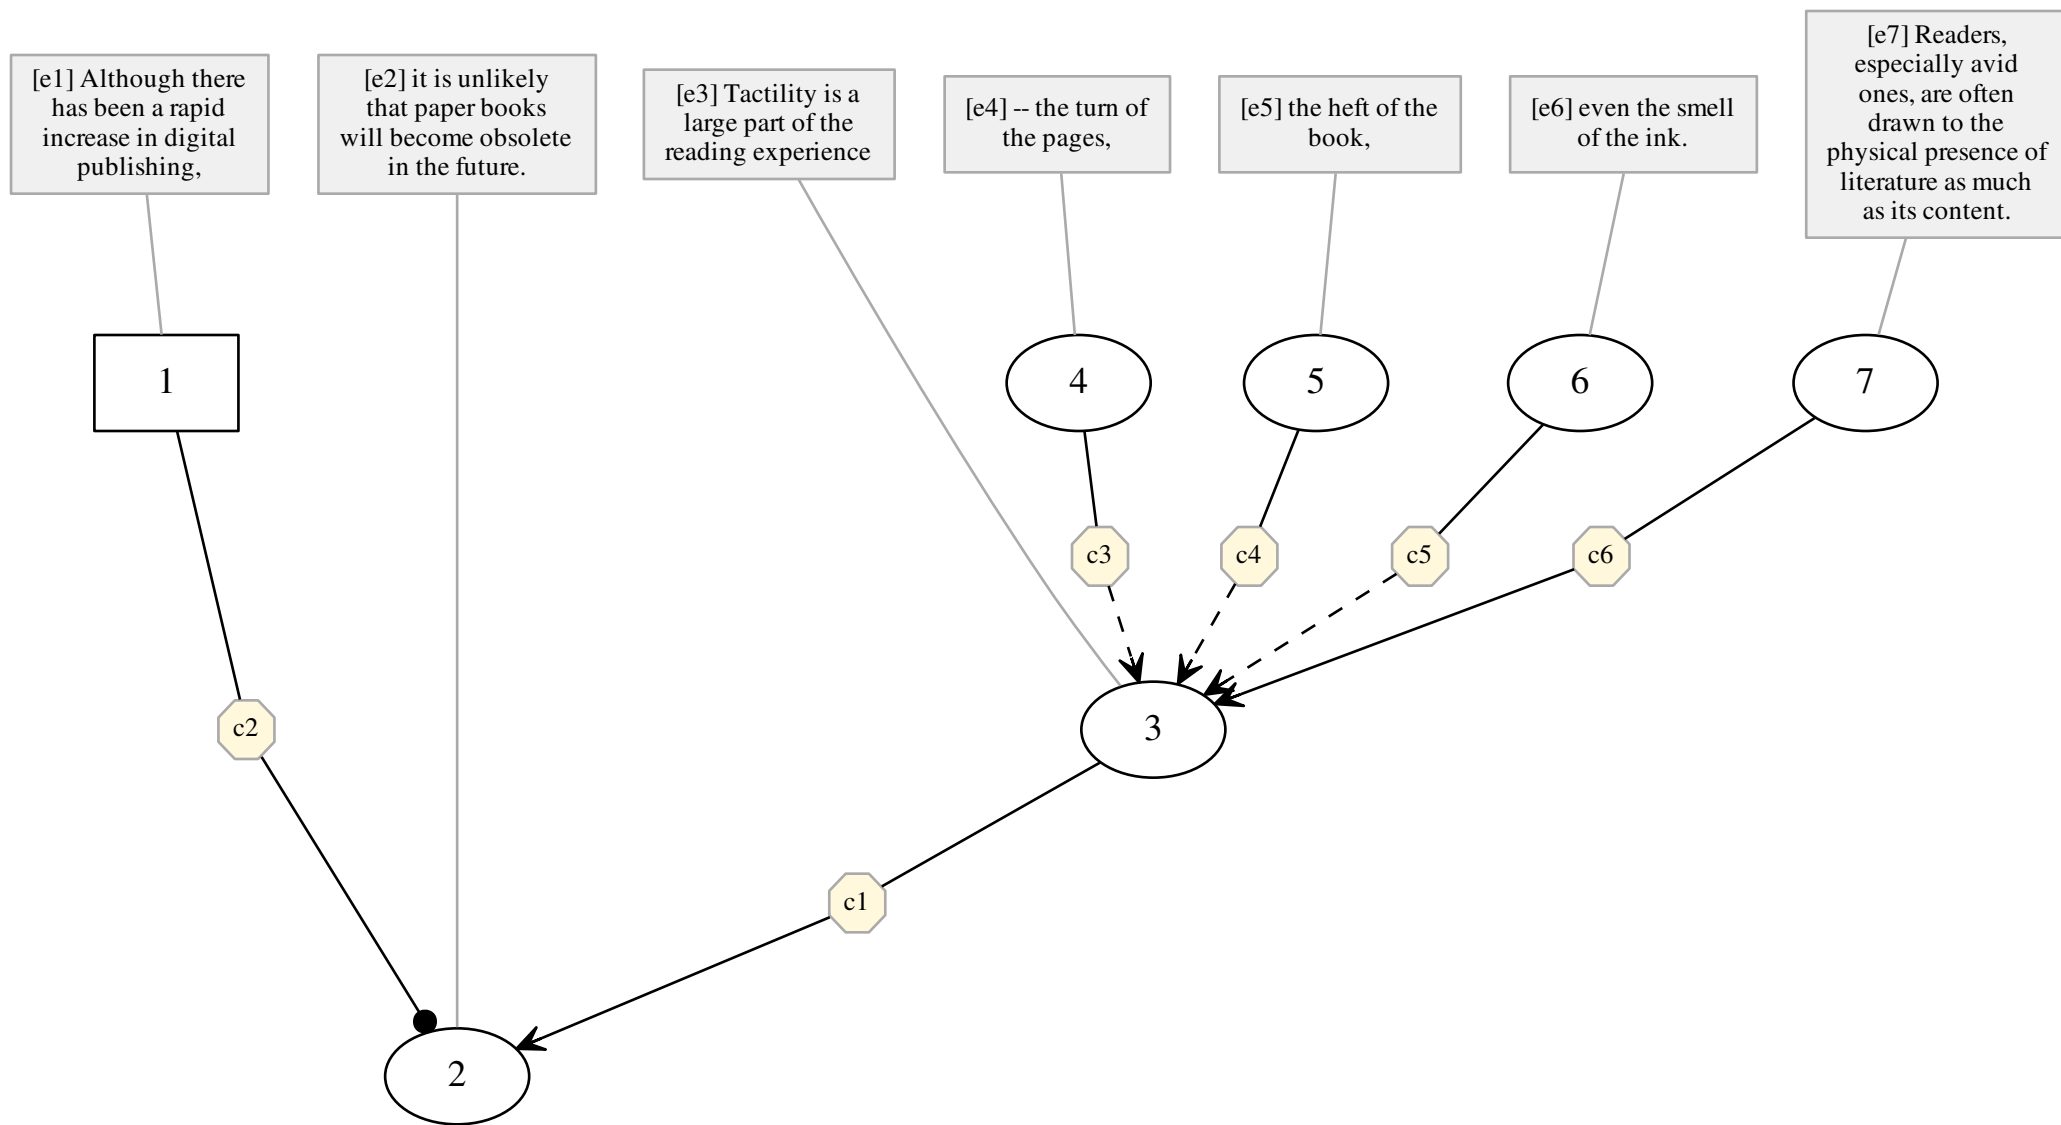 [e1] Although there
has been a rapid
increase in digital
publishing,
[e2] it is unlikely
that paper books
will become obsolete
in the future.
[e3] Tactility is a
large part of the
reading experience
[e4] -- the turn of
the pages,
[e5] the heft of the
book,
[e6] even the smell
of the ink.
[e7] Readers,
especially avid
ones, are often
drawn to the
physical presence of
literature as much
as its content.
1
4
5
6
7
c3
c4
c5
c6
c2
3
c1
2